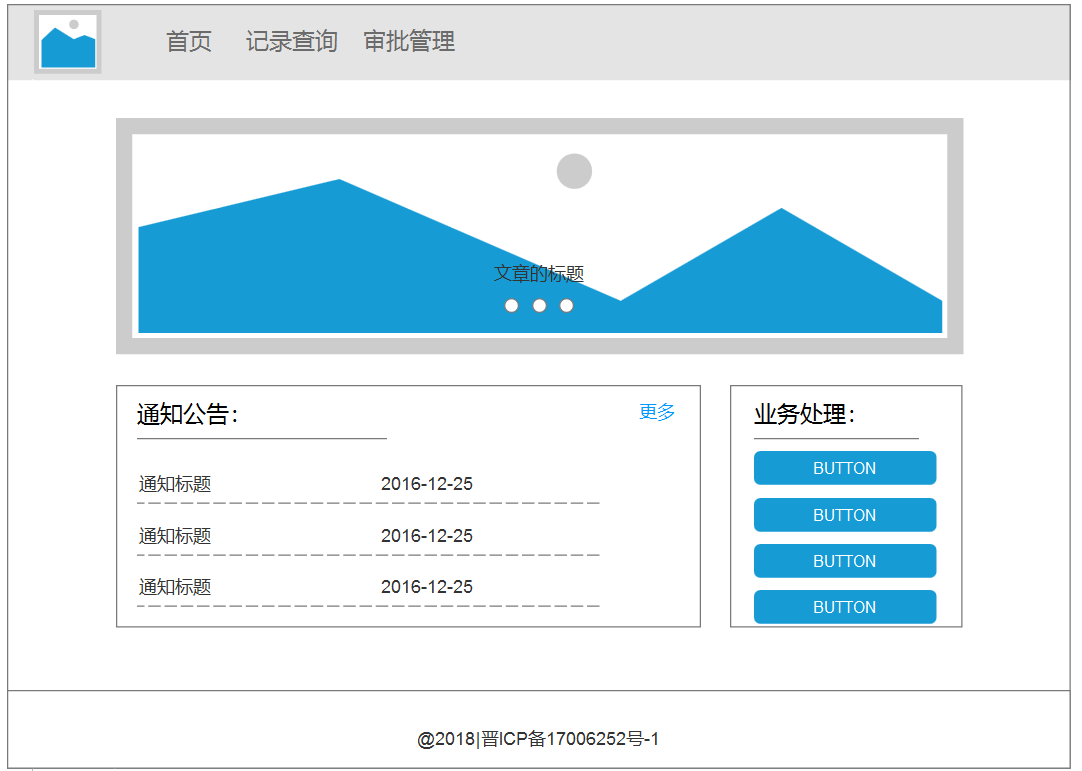 首页 记录查询 审批管理
文章的标题
通知公告： 更多
通知标题 2016-12-25
通知标题 2016-12-25
通知标题 2016-12-25
业务处理：
BUTTON
BUTTON
BUTTON
BUTTON
@2018|晋ICP备17006252号-1